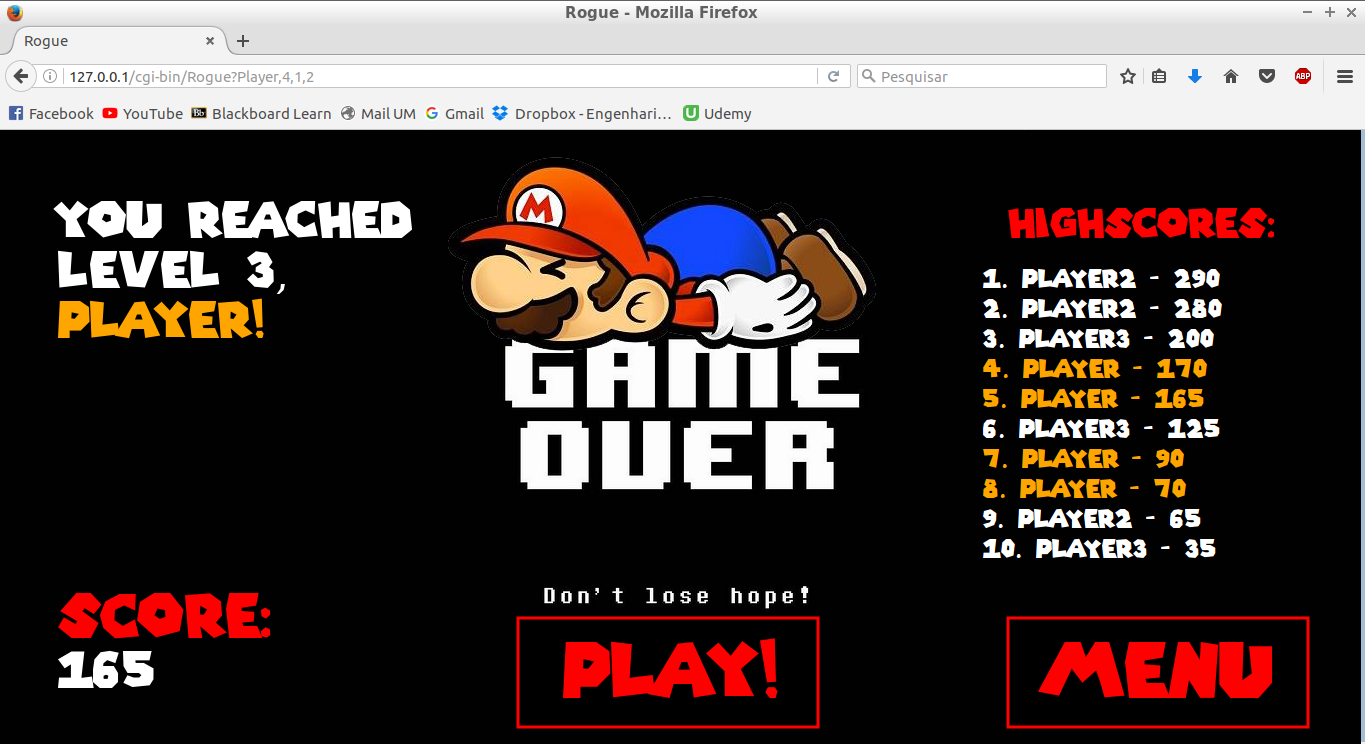 Rogue - Mozilla Firefox
Rogue
127.0.0.1/cgi-bin/Rogue?Player,4,1,2
Pesquisar
ABP
Facebook YouTube Bb Blackboard Learn Mail UM G Gmail Dropbox - Engenhari... U Udemy
YOU REACHED
LEVEL 3,
PLAYER!
M
GAME
OVER
HIGHSCORES:
1. PLAYER2 - 290
2. PLAYER2 - 280
3. PLAYER3 - 200
4. PLAYER - 170
5. PLAYER - 165
6. PLAYER3 - 125
7. PLAYER - 90
8. PLAYER - 70
9. PLAYER2 - 65
10. PLAYER3 - 35
SCORE:
165
Don't lose hope!
PLAY!
MENU